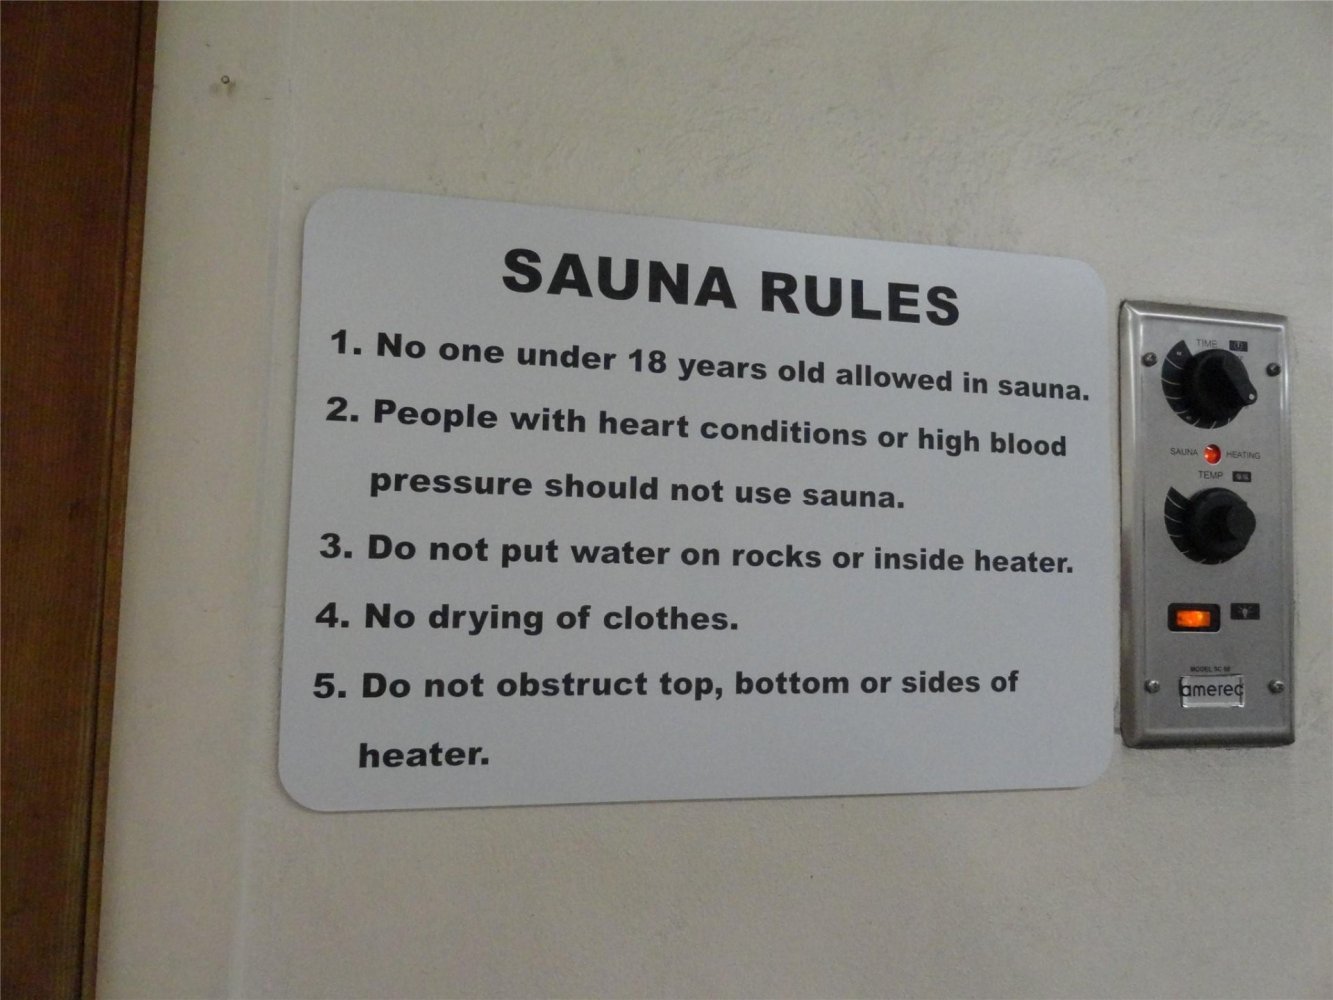 SAUNA RULES
1. No one under 18 years old allowed in sauna.
2. People with heart conditions or high blood
pressure should not use sauna.
3. Do not put water on rocks or inside heater.
4. No drying of clothes.
5. Do not obstruct top, bottom or sides of
heater.
TIME
SAUNA HEATING
TEMP
amerec